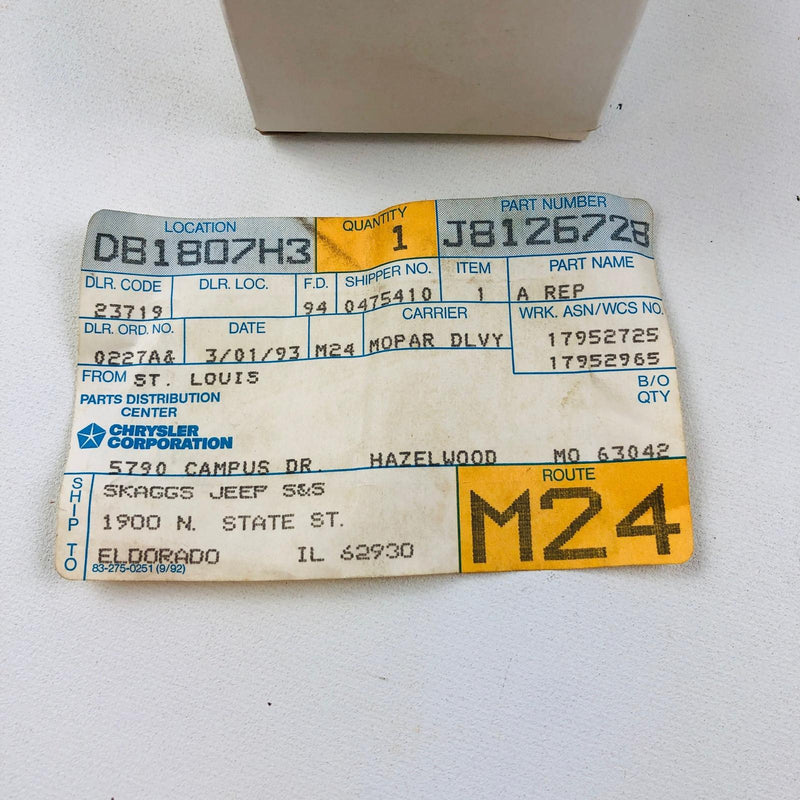 LOCATION QUANTITY PART NUMBER
DB1807H3 1 J8126728
DLR. CODE DLR. LOC. F.D. SHIPPER NO. ITEM PART NAME
23719 94 0475410 1 A REP
DLR. ORD. NO. DATE CARRIER WRK. ASN/WCS NO.
0227A& 3/01/93 M24 MOPAR DLVY 17952725
17952965
FROM ST. LOUIS B/O
QTY
PARTS DISTRIBUTION
CENTER
CHRYSLER
CORPORATION
5790 CAMPUS DR. HAZELWOOD MO 63042
SHIP TO
SKAGGS JEEP S&S
1900 N. STATE ST.
ELDORADO IL 62930
83-275-0251 (9/92)
ROUTE
M24